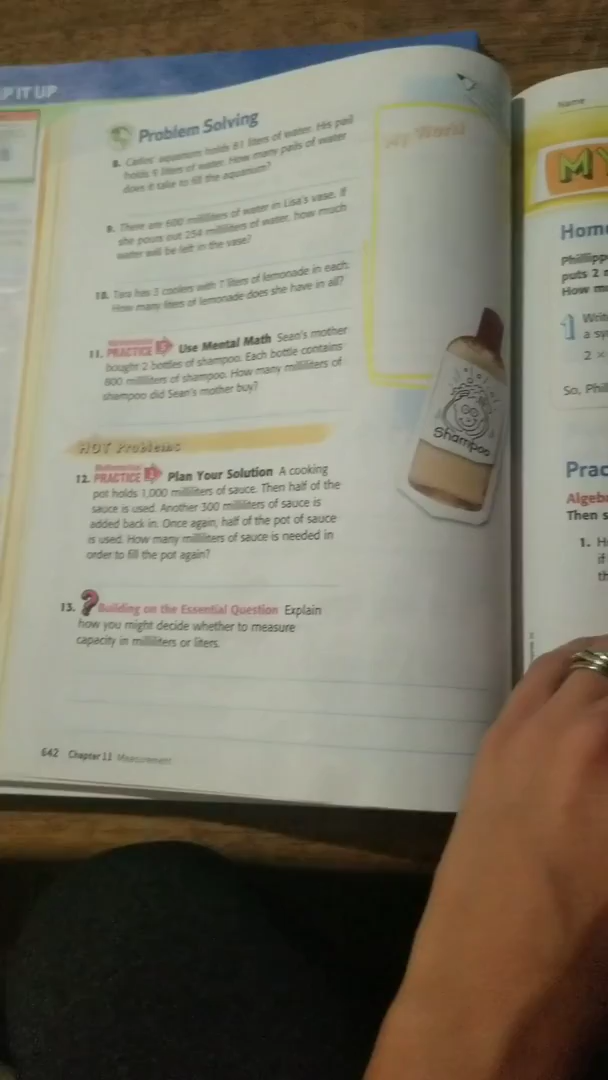 P IT UP
Problem Solving
8. Carlos' aquarium holds 81 liters of water. His pail
holds 9 liters of water. How many pails of water
does it take to fill the aquarium?
9. There are 600 milliliters of water in Lisa's vase. If
she pours out 254 milliliters of water, how much
water will be left in the vase?
10. Tara has 3 coolers with 7 liters of lemonade in each.
How many liters of lemonade does she have in all?
11. Mathematical PRACTICE Use Mental Math Sean's mother
bought 2 bottles of shampoo. Each bottle contains
800 milliliters of shampoo. How many milliliters of
shampoo did Sean's mother buy?
My World
Shampoo
HOT Problems
12. Mathematical PRACTICE Plan Your Solution A cooking
pot holds 1,000 milliliters of sauce. Then half of the
sauce is used. Another 300 milliliters of sauce is
added back in. Once again, half of the pot of sauce
is used. How many milliliters of sauce is needed in
order to fill the pot again?
13. ? Building on the Essential Question Explain
how you might decide whether to measure
capacity in milliliters or liters.
642 Chapter 11 Measurement
Name
MY
Home
Phillipp
puts 2
How m
1 Write
a sy
2 ×
So, Phil
Prac
Algebr
Then s
1. H
if
th